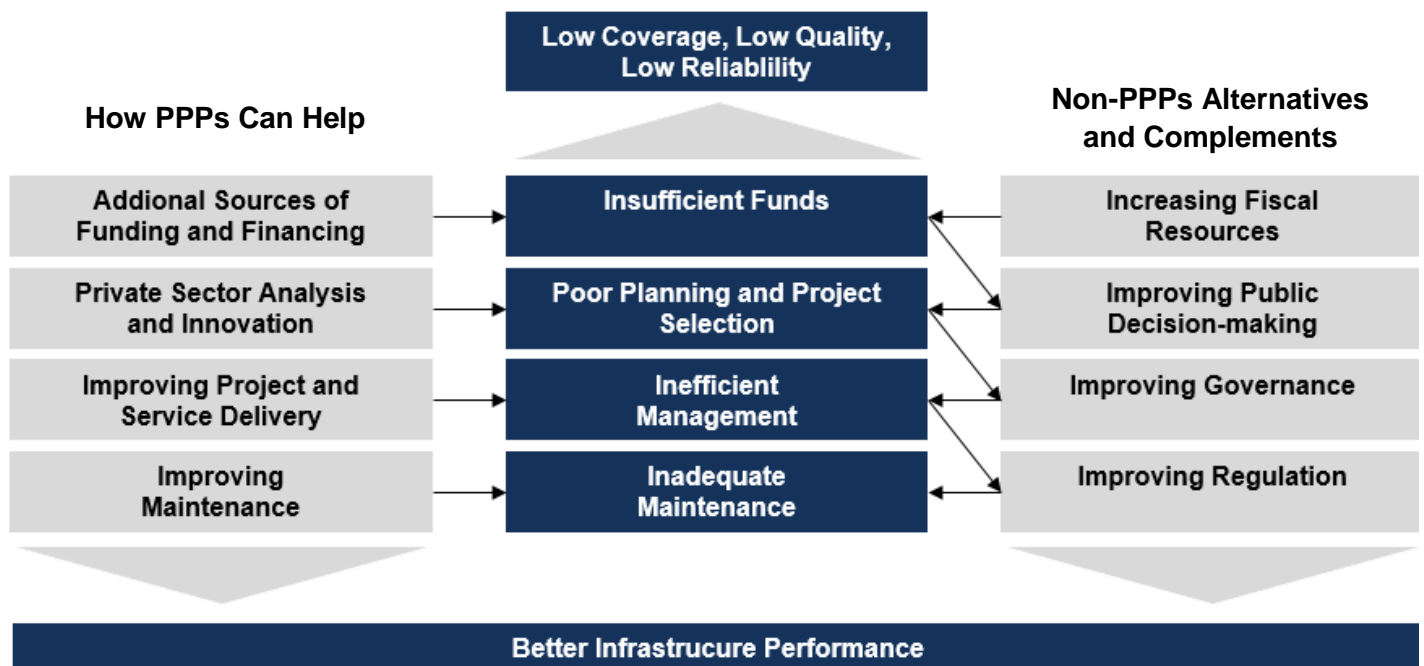 Low Coverage, Low Quality,
Low Reliablility
How PPPs Can Help
Non-PPPs Alternatives
and Complements
Addional Sources of
Funding and Financing
Insufficient Funds
Increasing Fiscal
Resources
Private Sector Analysis
and Innovation
Poor Planning and Project
Selection
Improving Public
Decision-making
Improving Project and
Service Delivery
Inefficient
Management
Improving Governance
Improving
Maintenance
Inadequate
Maintenance
Improving Regulation
Better Infrastrucure Performance